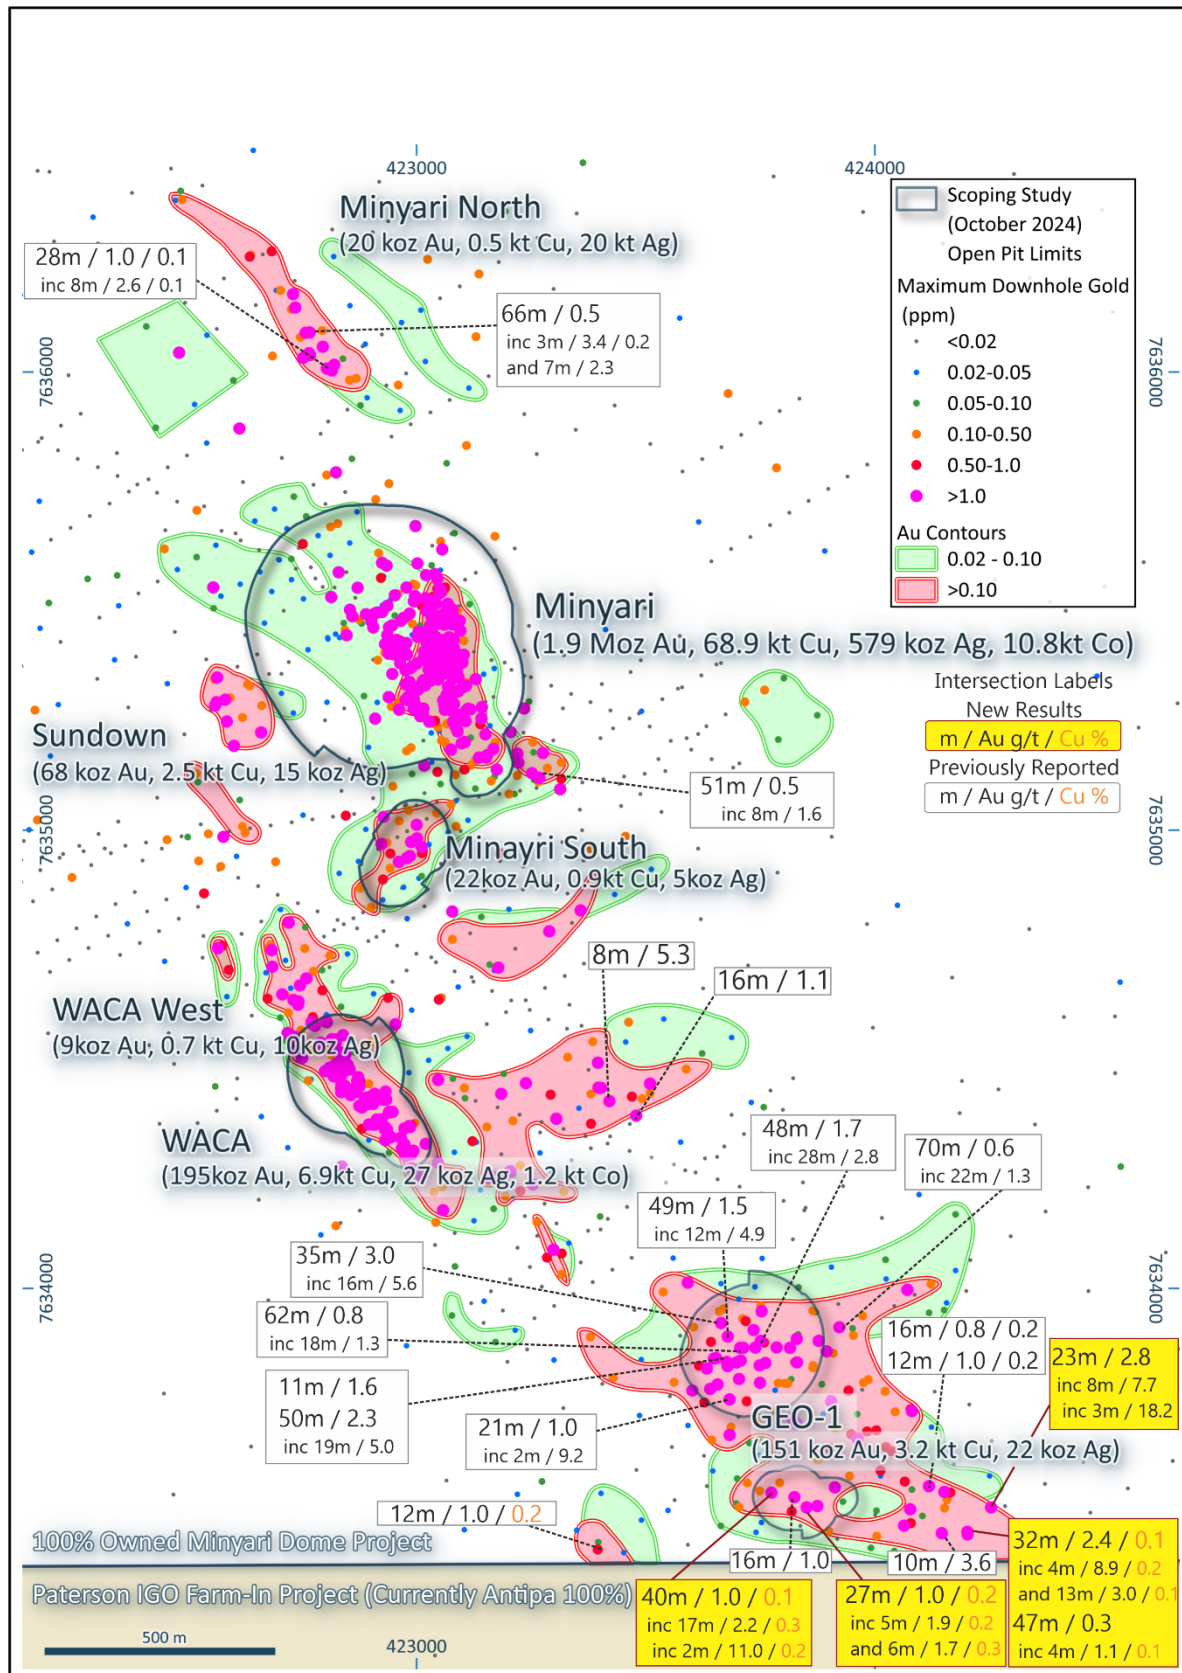 423000
424000
Minyari North
(20 koz Au, 0.5 kt Cu, 20 kt Ag)
28m / 1.0 / 0.1
inc 8m / 2.6 / 0.1
66m / 0.5
inc 3m / 3.4 / 0.2
and 7m / 2.3
7636000
7636000
Scoping Study
(October 2024)
Open Pit Limits
Maximum Downhole Gold
(ppm)
<0.02
0.02-0.05
0.05-0.10
0.10-0.50
0.50-1.0
>1.0
Au Contours
0.02 - 0.10
>0.10
Minyari
(1.9 Moz Au, 68.9 kt Cu, 579 koz Ag, 10.8kt Co)
Intersection Labels
New Results
m / Au g/t / Cu %
Previously Reported
m / Au g/t / Cu %
Sundown
(68 koz Au, 2.5 kt Cu, 15 koz Ag)
51m / 0.5
inc 8m / 1.6
7635000
7635000
Minayri South
(22koz Au, 0.9kt Cu, 5koz Ag)
8m / 5.3
16m / 1.1
WACA West
(9koz Au, 0.7 kt Cu, 10koz Ag)
WACA
(195koz Au, 6.9kt Cu, 27 koz Ag, 1.2 kt Co)
48m / 1.7
inc 28m / 2.8
70m / 0.6
inc 22m / 1.3
49m / 1.5
inc 12m / 4.9
35m / 3.0
inc 16m / 5.6
7634000
7634000
62m / 0.8
inc 18m / 1.3
16m / 0.8 / 0.2
12m / 1.0 / 0.2
23m / 2.8
inc 8m / 7.7
inc 3m / 18.2
11m / 1.6
50m / 2.3
inc 19m / 5.0
21m / 1.0
inc 2m / 9.2
GEO-1
(151 koz Au, 3.2 kt Cu, 22 koz Ag)
12m / 1.0 / 0.2
100% Owned Minyari Dome Project
16m / 1.0
10m / 3.6
32m / 2.4 / 0.1
inc 4m / 8.9 / 0.2
and 13m / 3.0 / 0.1
47m / 0.3
inc 4m / 1.1 / 0.1
Paterson IGO Farm-In Project (Currently Antipa 100%)
40m / 1.0 / 0.1
inc 17m / 2.2 / 0.3
inc 2m / 11.0 / 0.2
27m / 1.0 / 0.2
inc 5m / 1.9 / 0.2
and 6m / 1.7 / 0.3
500 m
423000